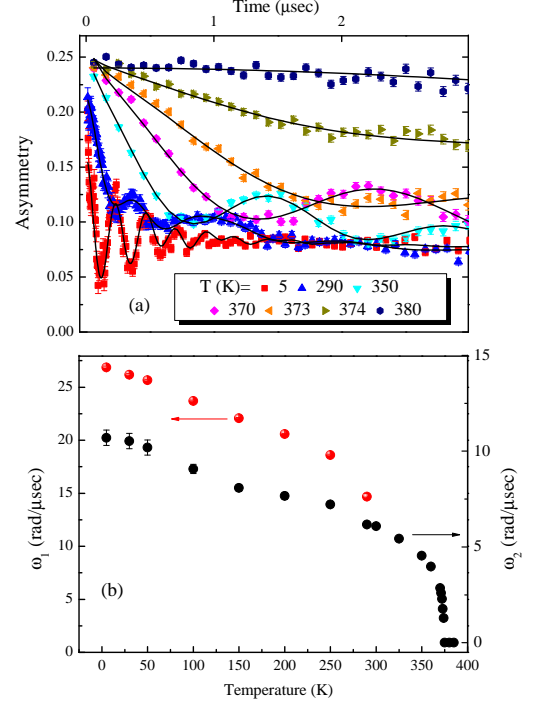 Time (μsec)
0 1 2
0.25
0.20
0.15
0.10
0.05
0.00
Asymmetry
(a)
T (K)= 5 290 350
370 373 374 380
25
20
15
10
5
0
ω1 (rad/μsec)
15
10
5
0
ω2 (rad/μsec)
(b)
0 50 100 150 200 250 300 350 400
Temperature (K)